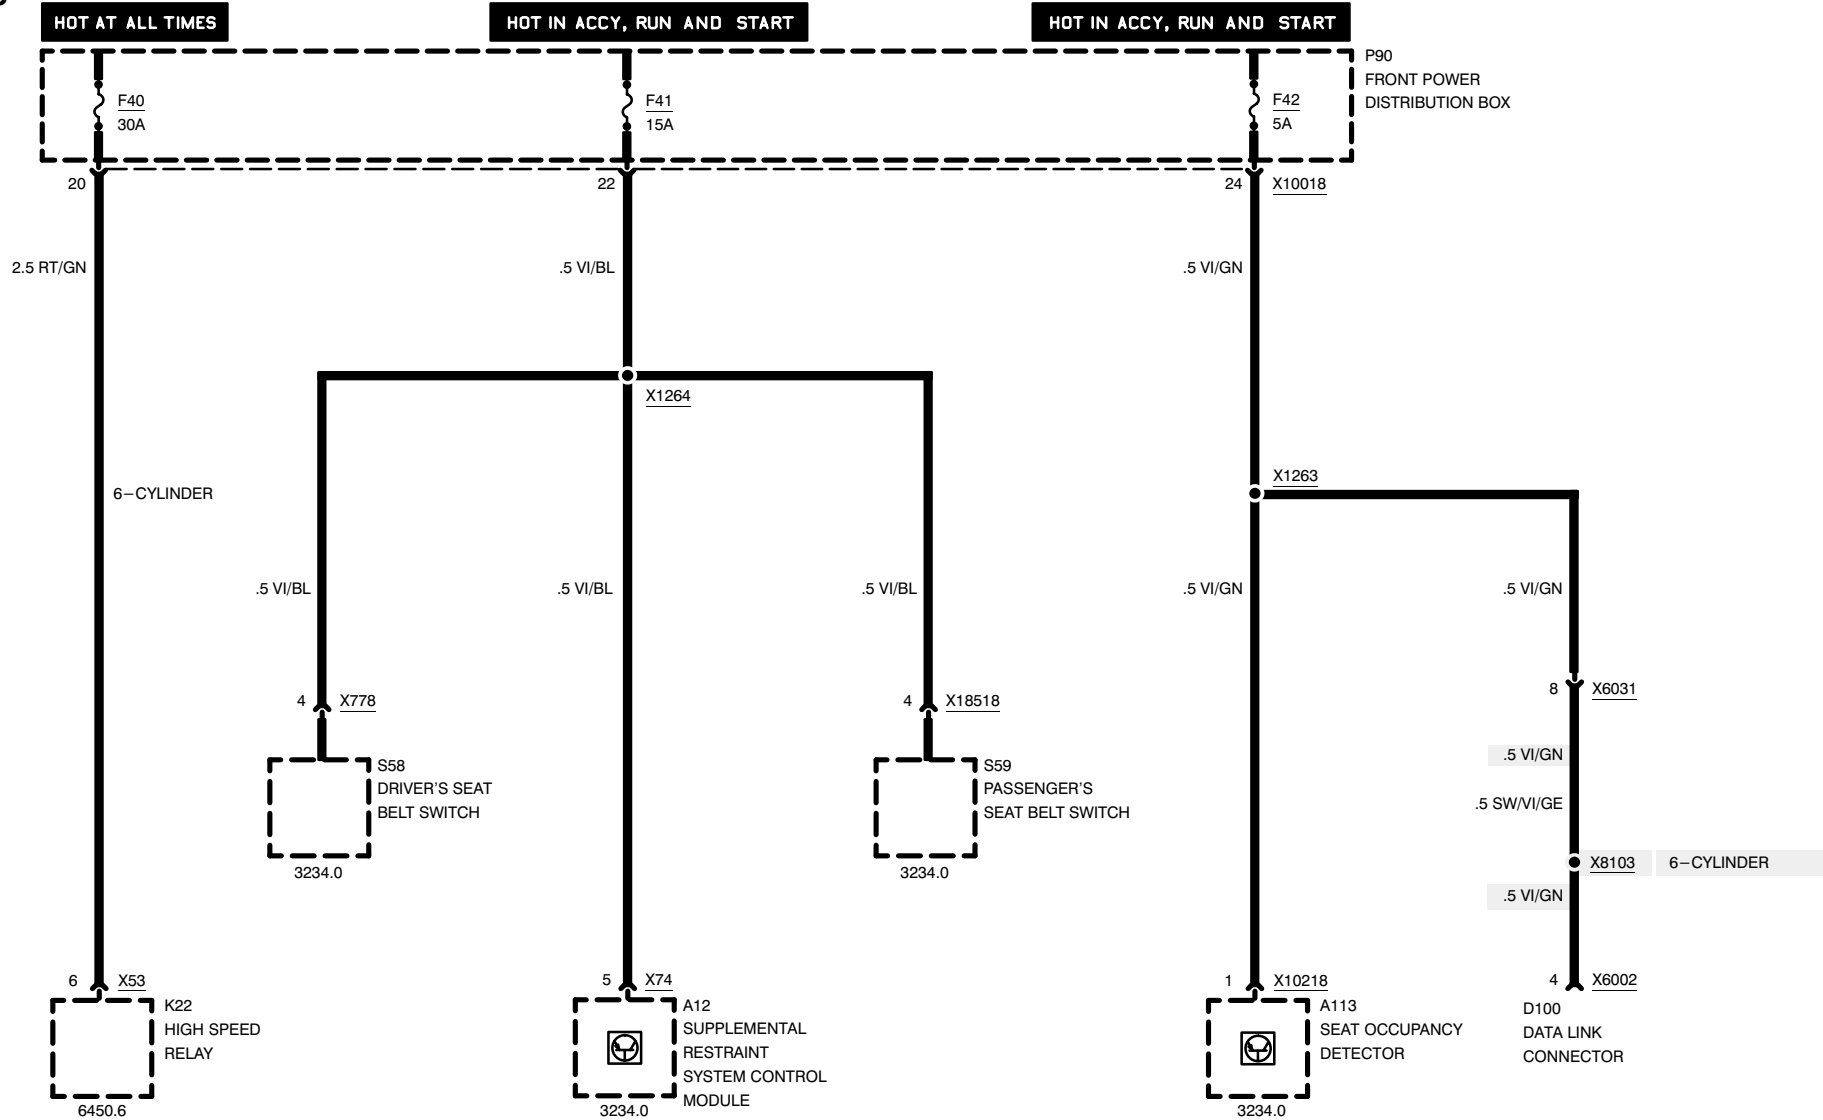 HOT AT ALL TIMES
HOT IN ACCY, RUN AND START
HOT IN ACCY, RUN AND START
P90
FRONT POWER
DISTRIBUTION BOX
F40
30A
F41
15A
F42
5A
20
22
24
X10018
2.5 RT/GN
.5 VI/BL
.5 VI/GN
X1264
X1263
6−CYLINDER
.5 VI/BL
.5 VI/BL
.5 VI/BL
.5 VI/GN
.5 VI/GN
4
X778
4
X18518
8
X6031
.5 VI/GN
.5 SW/VI/GE
S58
DRIVER'S SEAT
BELT SWITCH
3234.0
S59
PASSENGER'S
SEAT BELT SWITCH
3234.0
X8103
6−CYLINDER
.5 VI/GN
6
X53
5
X74
1
X10218
4
X6002
K22
HIGH SPEED
RELAY
6450.6
A12
SUPPLEMENTAL
RESTRAINT
SYSTEM CONTROL
MODULE
3234.0
A113
SEAT OCCUPANCY
DETECTOR
3234.0
D100
DATA LINK
CONNECTOR